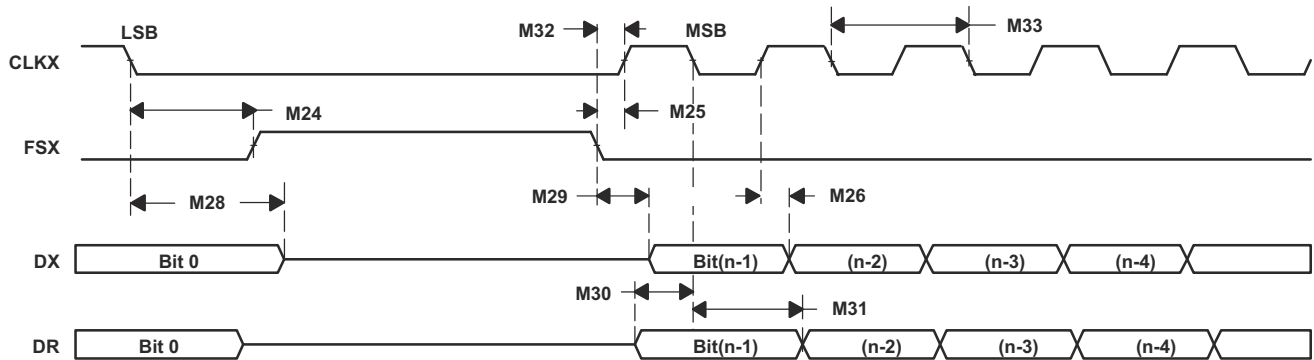 LSB M32 MSB M33
CLKX
M24 M25
FSX
M28 M29 M26
DX Bit 0 Bit(n-1) (n-2) (n-3) (n-4)
M30 M31
DR Bit 0 Bit(n-1) (n-2) (n-3) (n-4)